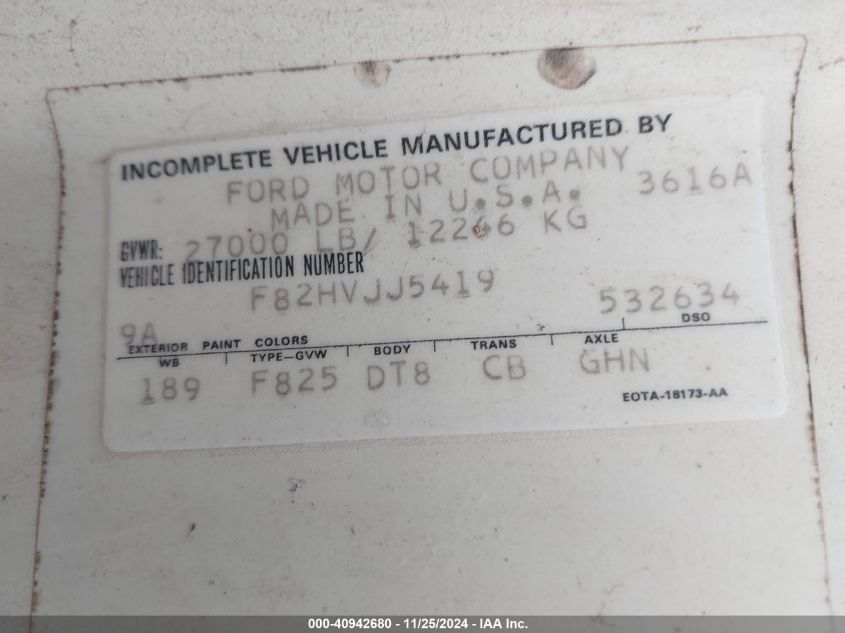 INCOMPLETE VEHICLE MANUFACTURED BY
FORD MOTOR COMPANY
MADE IN U.S.A. 3616A
GVWR: 27000 LB/ 12246 KG
VEHICLE IDENTIFICATION NUMBER
F82HVJJ5419
9A 532634
EXTERIOR PAINT COLORS DSO
WB TYPE-GVW BODY TRANS AXLE
189 F825 DT8 CB GHN
EOTA-18173-AA
000-40942680 - 11/25/2024 - IAA Inc.